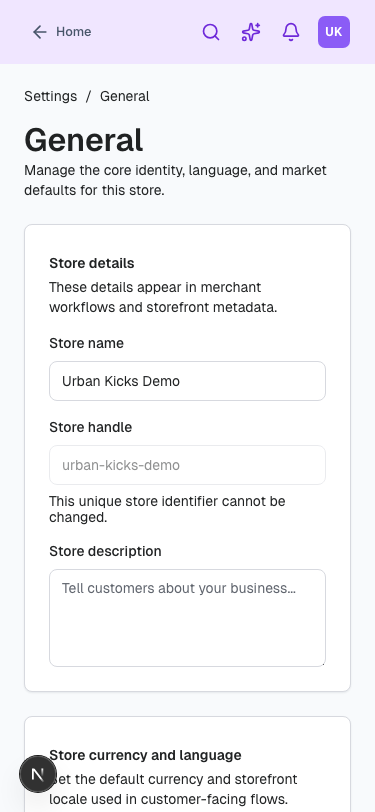 Home
UK
Settings / General
General
Manage the core identity, language, and market
defaults for this store.
Store details
These details appear in merchant
workflows and storefront metadata.
Store name
Urban Kicks Demo
Store handle
urban-kicks-demo
This unique store identifier cannot be
changed.
Store description
Tell customers about your business...
Store currency and language
Set the default currency and storefront
N
locale used in customer-facing flows.